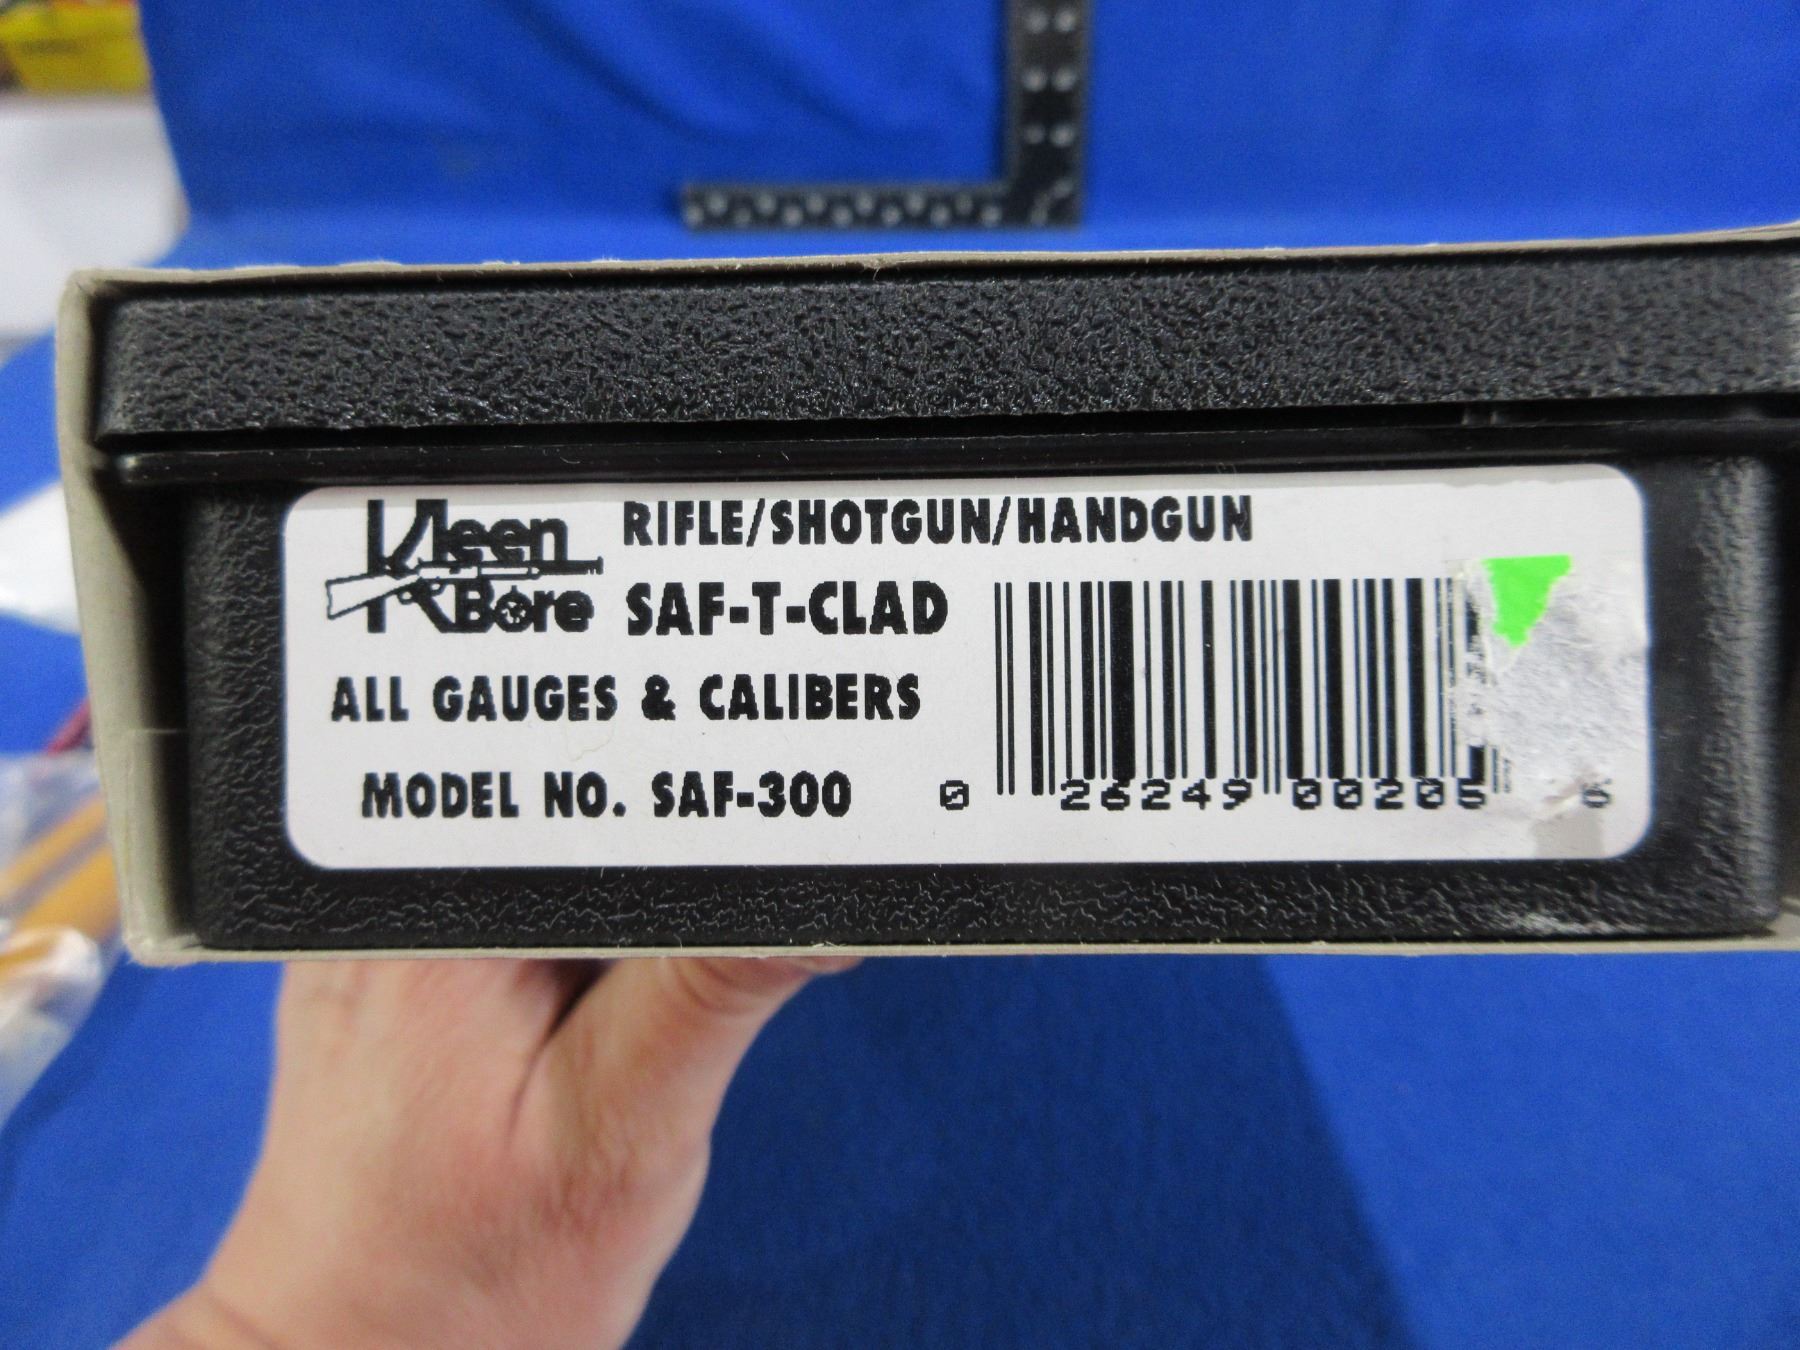 Kleen Bore
RIFLE/SHOTGUN/HANDGUN
SAF-T-CLAD
ALL GAUGES & CALIBERS
MODEL NO. SAF-300
0 26249 00205 6